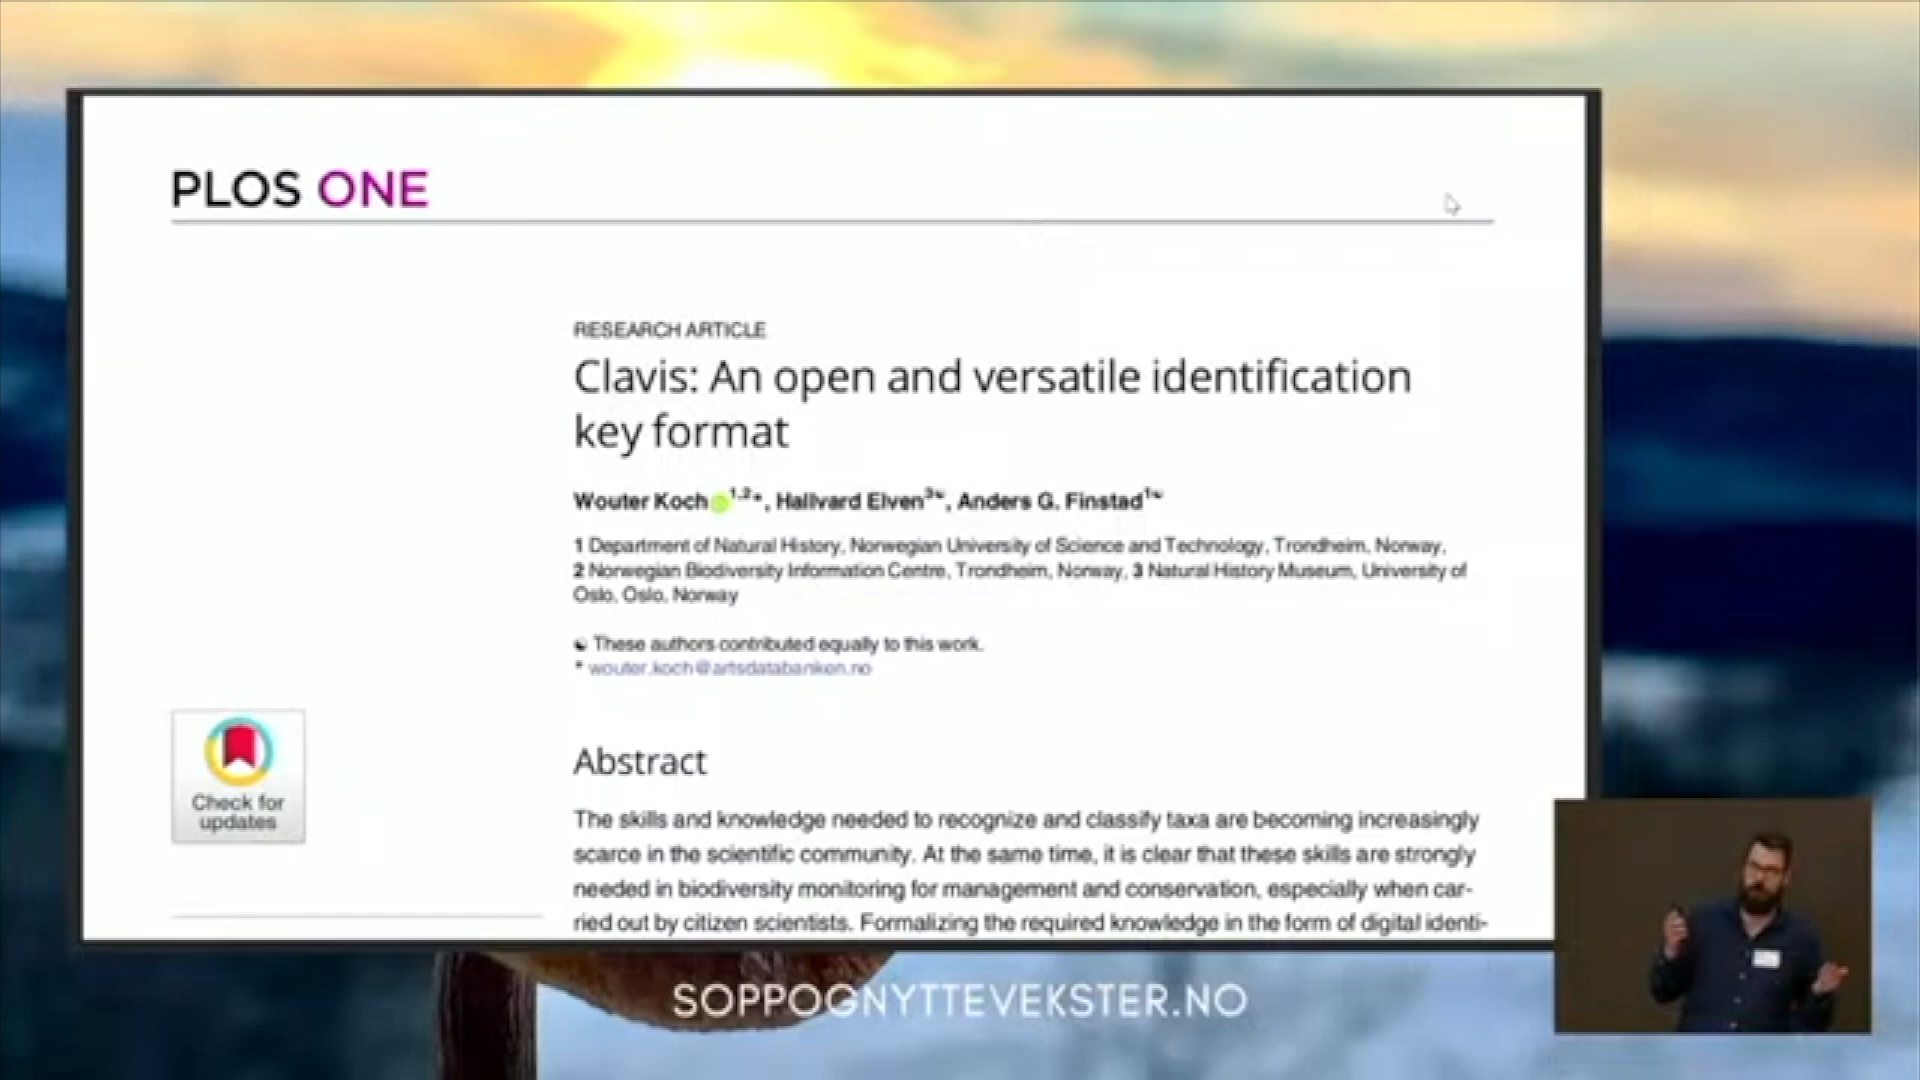 PLOS ONE
RESEARCH ARTICLE
Clavis: An open and versatile identification
key format
Wouter Koch 1,2*, Hallvard Elven3☯, Anders G. Finstad1☯
1 Department of Natural History, Norwegian University of Science and Technology, Trondheim, Norway,
2 Norwegian Biodiversity Information Centre, Trondheim, Norway, 3 Natural History Museum, University of
Oslo, Oslo, Norway
☯ These authors contributed equally to this work.
* wouter.koch@artsdatabanken.no
Check for
updates
Abstract
The skills and knowledge needed to recognize and classify taxa are becoming increasingly
scarce in the scientific community. At the same time, it is clear that these skills are strongly
needed in biodiversity monitoring for management and conservation, especially when car-
ried out by citizen scientists. Formalizing the required knowledge in the form of digital identi-
SOPPOGNYTTEVEKSTER.NO